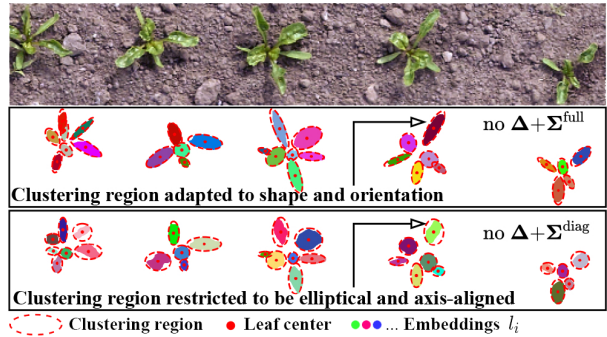 no Δ+Σ^full
Clustering region adapted to shape and orientation
no Δ+Σ^diag
Clustering region restricted to be elliptical and axis-aligned
Clustering region Leaf center ... Embeddings l_i